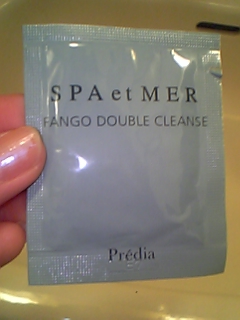 SPA et MER
FANGO DOUBLE CLEANSE
Prédia